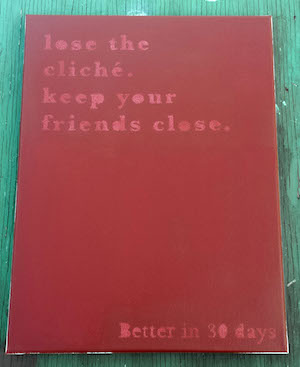 lose the
cliché.
keep your
friends close.
Better in 30 days